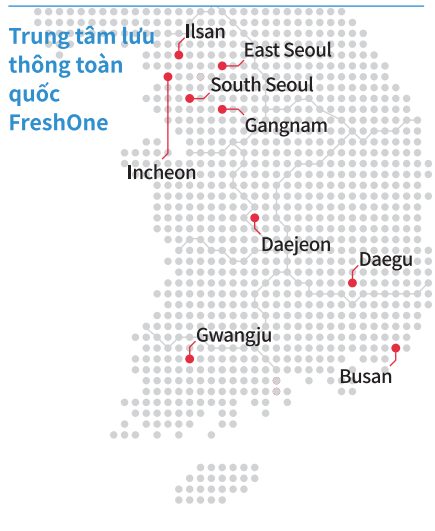 Trung tâm lưu
thông toàn
quốc
FreshOne
Ilsan
East Seoul
South Seoul
Gangnam
Incheon
Daejeon
Daegu
Gwangju
Busan